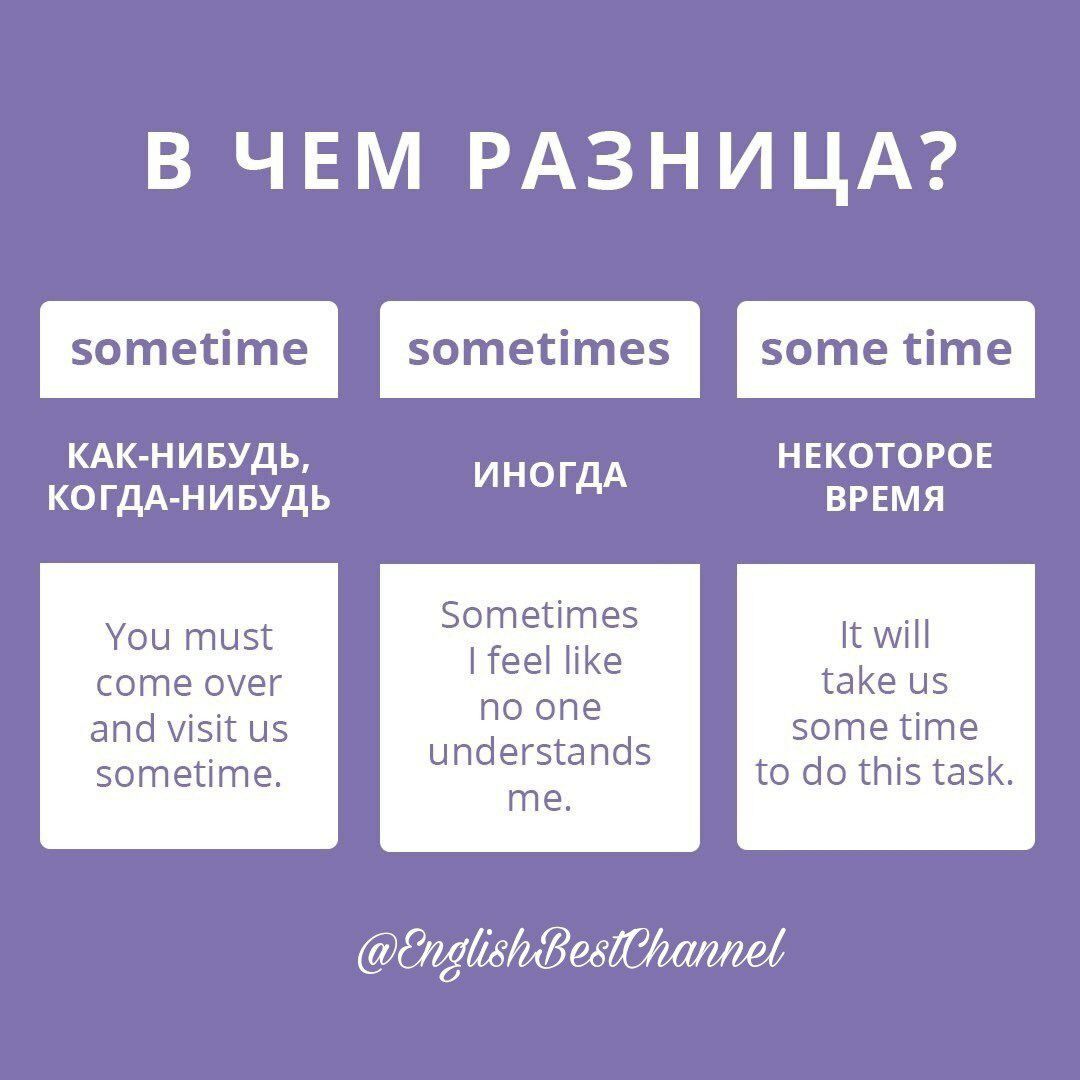 В ЧЕМ РАЗНИЦА?
sometime
КАК-НИБУДЬ,
КОГДА-НИБУДЬ
You must
come over
and visit us
sometime.
sometimes
ИНОГДА
Sometimes
I feel like
no one
understands
me.
some time
НЕКОТОРОЕ
ВРЕМЯ
It will
take us
some time
to do this task.
@EnglishBestChannel